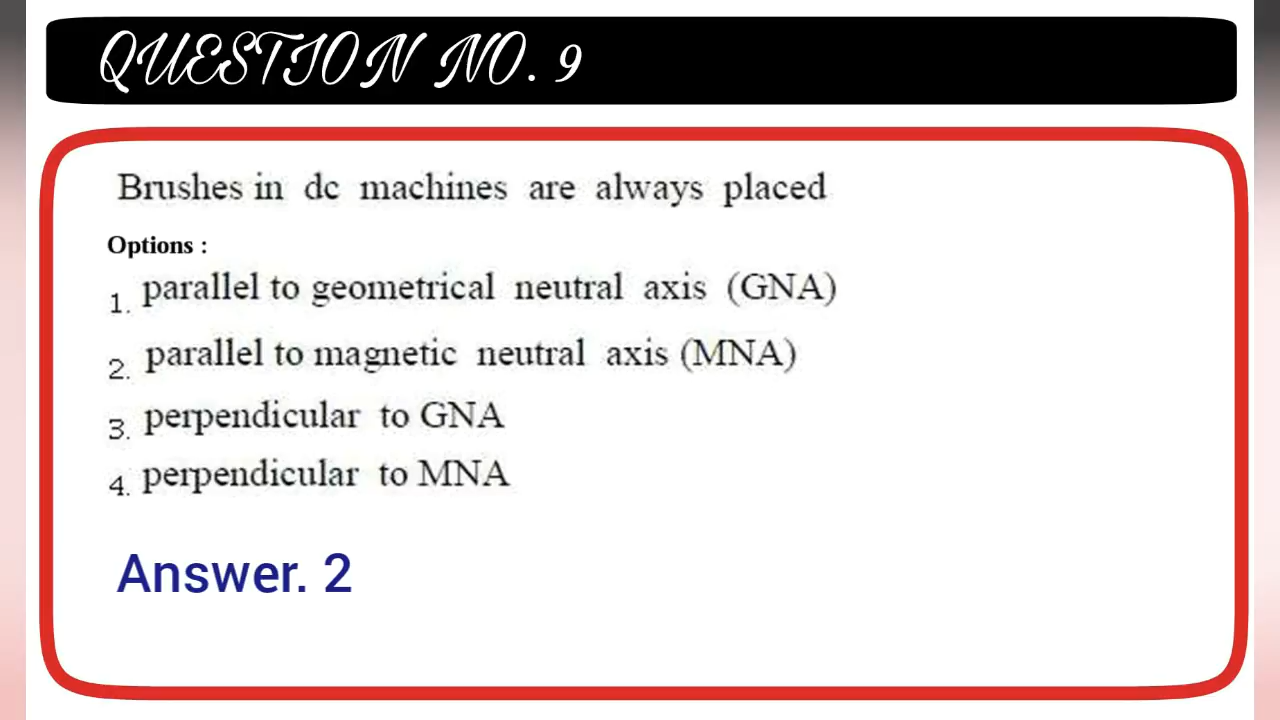 QUESTION NO. 9
Brushes in dc machines are always placed
Options :
1. parallel to geometrical neutral axis (GNA)
2. parallel to magnetic neutral axis (MNA)
3. perpendicular to GNA
4. perpendicular to MNA
Answer. 2